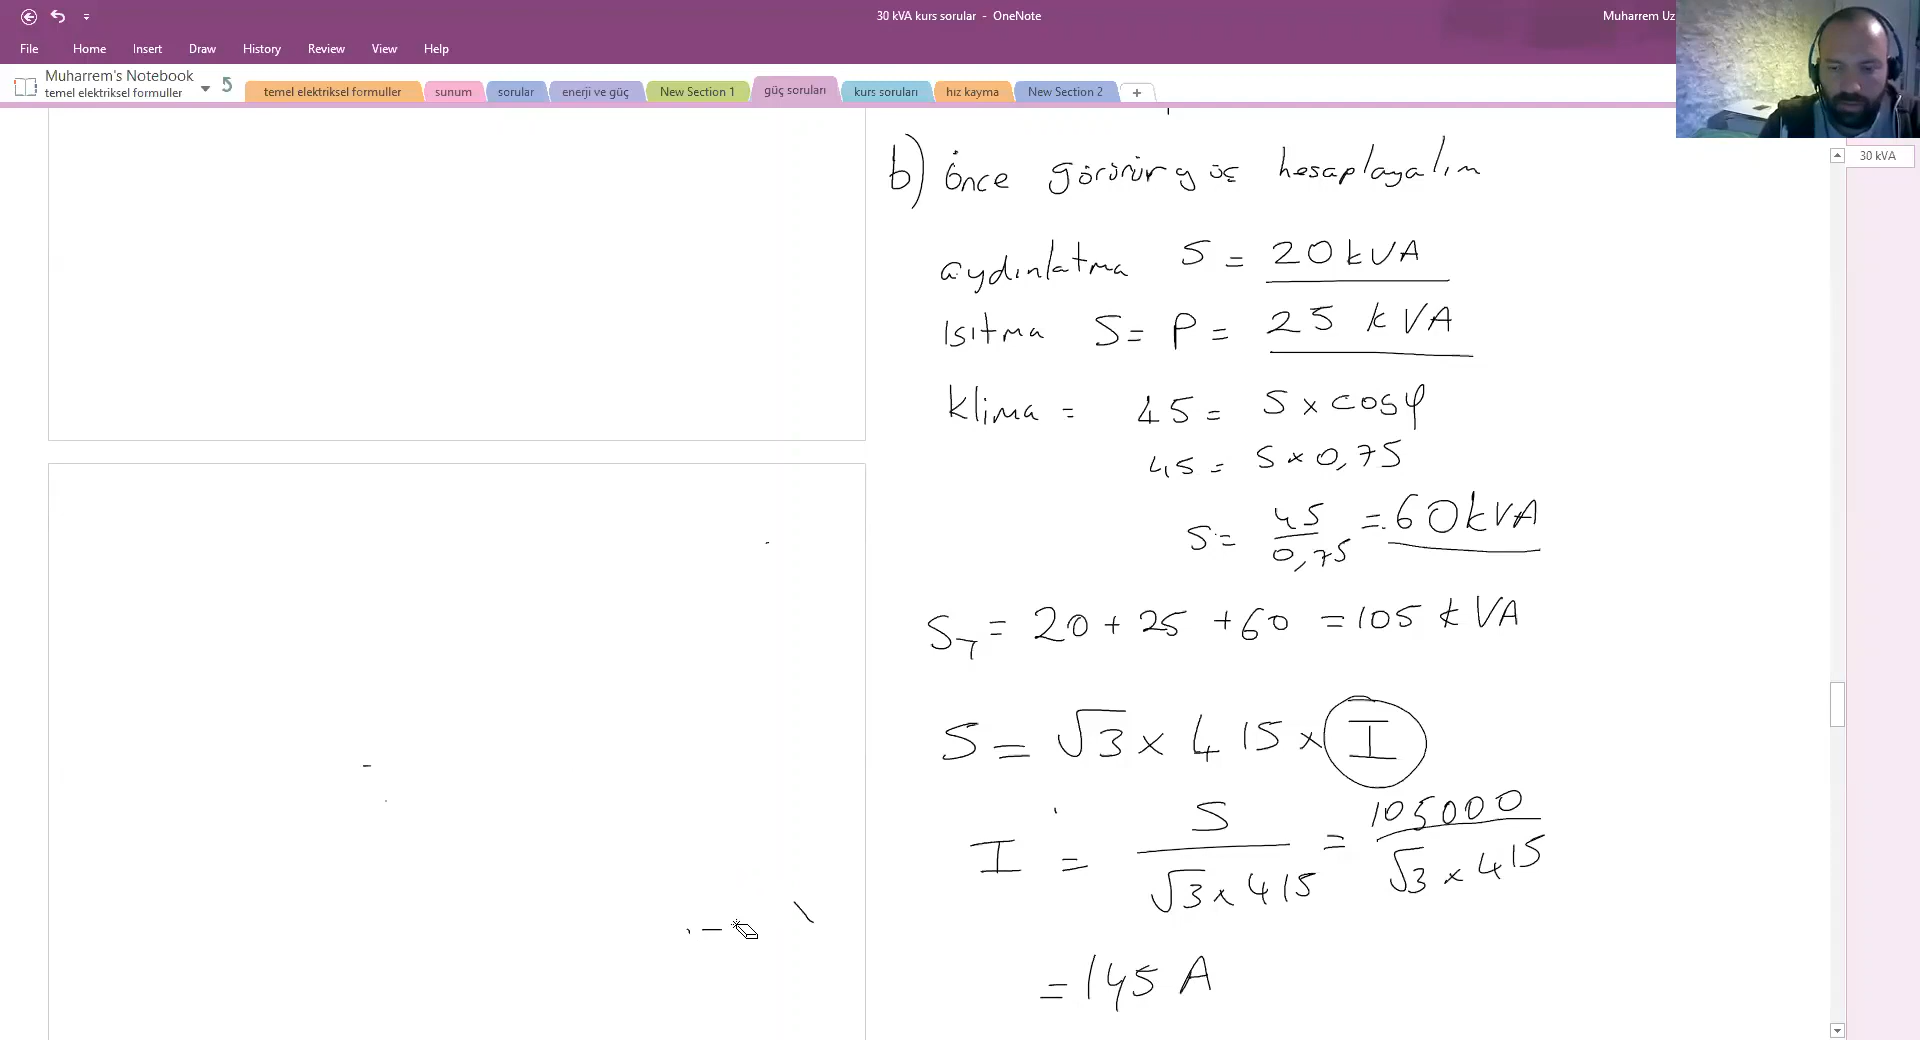 30 kVA kurs sorular - OneNote
Muharrem Uz
File Home Insert Draw History Review View Help
Muharrem's Notebook
temel elektriksel formuller
temel elektriksel formuller sunum sorular enerji ve güç New Section 1 güç soruları kurs soruları hız kayma New Section 2 +
30 kVA
b) Önce görünür güç hesaplayalım
aydınlatma S = 20 kVA
ısıtma S = P = 25 kVA
klima = 45 = S x cosφ
45 = S x 0,75
S = 45/0,75 = 60 kVA
S_T = 20 + 25 + 60 = 105 kVA
S = √3 x 415 x I
I = S/(√3 x 415) = 105000/(√3 x 415)
= 145 A